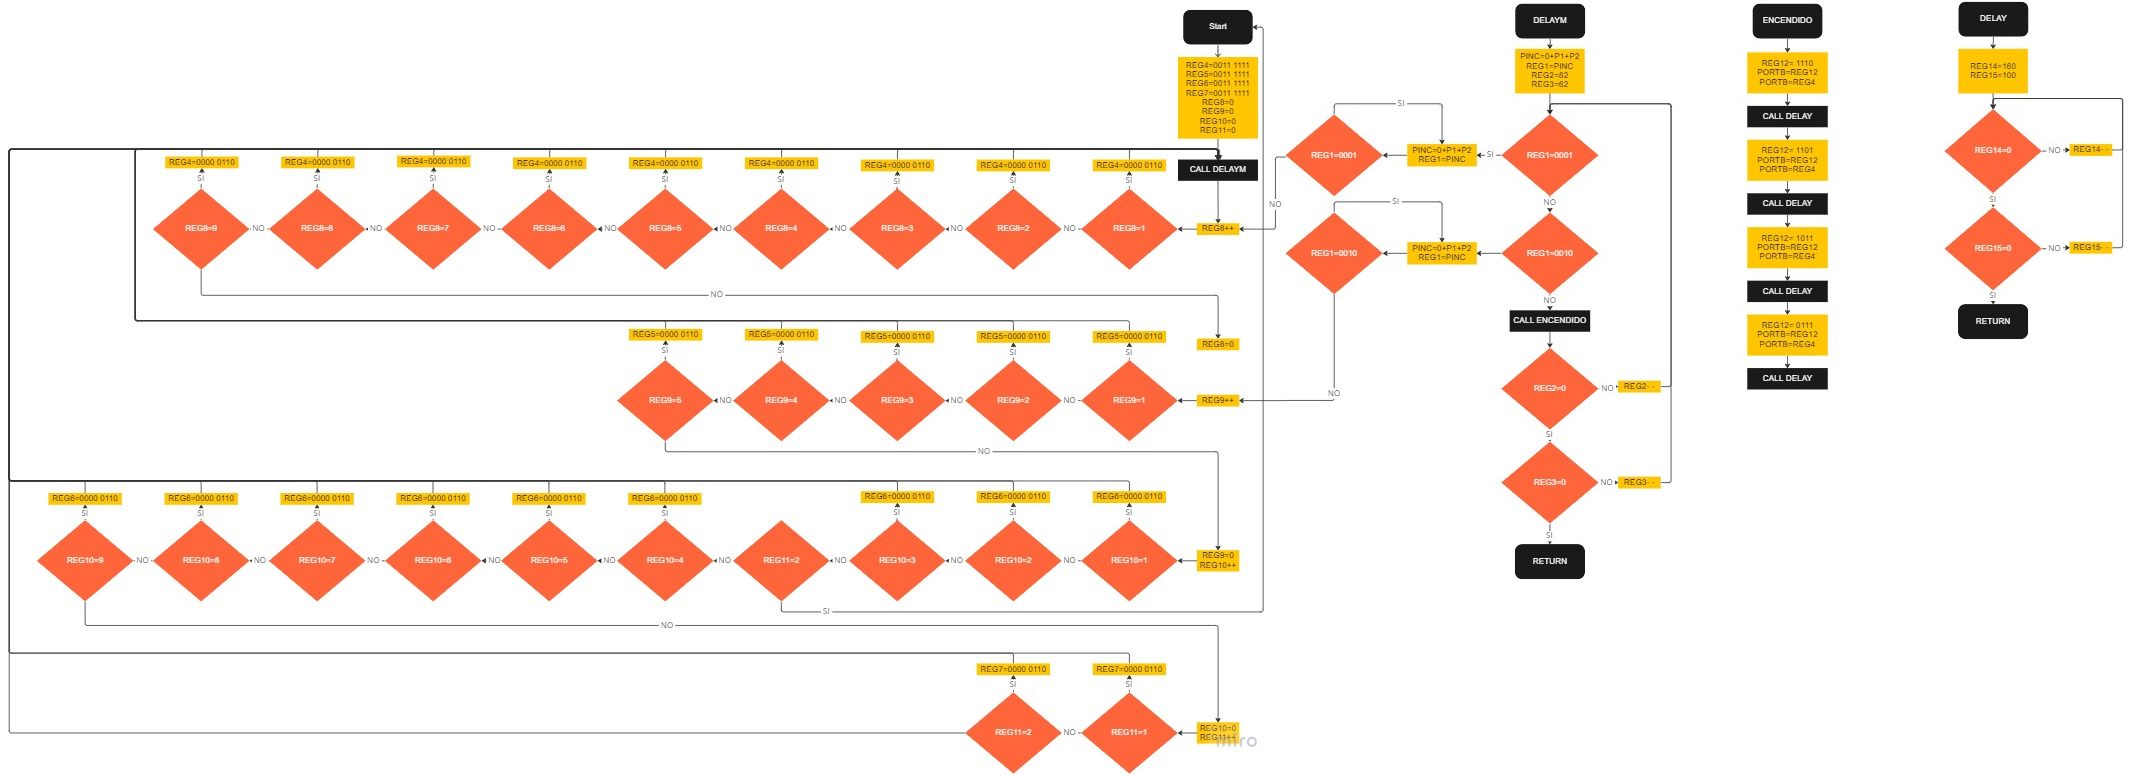 Start
REG4=0011 1111
REG5=0011 1111
REG6=0011 1111
REG7=0011 1111
REG8=0
REG9=0
REG10=0
REG11=0
CALL DELAYM
REG8++
REG4=0000 0110
REG4=0000 0110
REG4=0000 0110
REG4=0000 0110
REG4=0000 0110
REG4=0000 0110
REG4=0000 0110
REG4=0000 0110
REG4=0000 0110
SI
SI
SI
SI
SI
SI
SI
SI
SI
REG8=9
NO
REG8=8
NO
REG8=7
NO
REG8=6
NO
REG8=5
NO
REG8=4
NO
REG8=3
NO
REG8=2
NO
REG8=1
NO
REG8=0
REG5=0000 0110
REG5=0000 0110
REG5=0000 0110
REG5=0000 0110
REG5=0000 0110
SI
SI
SI
SI
SI
REG9=5
NO
REG9=4
NO
REG9=3
NO
REG9=2
NO
REG9=1
REG9++
NO
REG6=0000 0110
REG6=0000 0110
REG6=0000 0110
REG6=0000 0110
REG6=0000 0110
REG6=0000 0110
REG6=0000 0110
REG6=0000 0110
REG6=0000 0110
SI
SI
SI
SI
SI
SI
SI
SI
SI
REG10=9
NO
REG10=8
NO
REG10=7
NO
REG10=6
NO
REG10=5
NO
REG10=4
NO
REG11=2
NO
REG10=3
NO
REG10=2
NO
REG10=1
REG9=0
REG10++
SI
NO
REG7=0000 0110
REG7=0000 0110
SI
SI
REG11=2
NO
REG11=1
REG10=0
REG11++
miro
DELAYM
PINC=0+P1+P2
REG1=PINC
REG2=82
REG3=62
SI
REG1=0001
PINC=0+P1+P2
REG1=PINC
SI
REG1=0001
NO
NO
SI
REG1=0010
PINC=0+P1+P2
REG1=PINC
REG1=0010
NO
NO
CALL ENCENDIDO
REG2=0
NO
REG2--
SI
REG3=0
NO
REG3--
SI
RETURN
ENCENDIDO
REG12= 1110
PORTB=REG12
PORTB=REG4
CALL DELAY
REG12= 1101
PORTB=REG12
PORTB=REG4
CALL DELAY
REG12= 1011
PORTB=REG12
PORTB=REG4
CALL DELAY
REG12= 0111
PORTB=REG12
PORTB=REG4
CALL DELAY
DELAY
REG14=160
REG15=100
REG14=0
NO
REG14--
SI
REG15=0
NO
REG15--
SI
RETURN